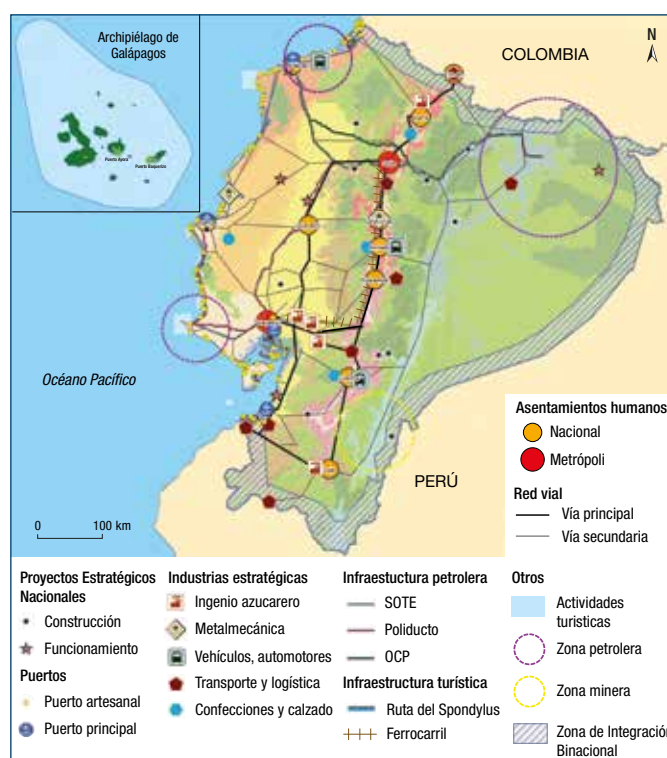 Archipiélago de
Galápagos
Puerto Ayora
N
COLOMBIA
Océano Pacífico
PERÚ
0 100 km
Asentamientos humanos
Nacional
Metrópoli
Red vial
Vía principal
Vía secundaria
Proyectos Estratégicos
Nacionales
Construcción
Funcionamiento
Puertos
Puerto artesanal
Puerto principal
Industrias estratégicas
Ingenio azucarero
Metalmecánica
Vehículos, automotores
Transporte y logística
Confecciones y calzado
Infraestuctura petrolera
SOTE
Poliducto
OCP
Infraestructura turística
Ruta del Spondylus
Ferrocarril
Otros
Actividades
turisticas
Zona petrolera
Zona minera
Zona de Integración
Binacional